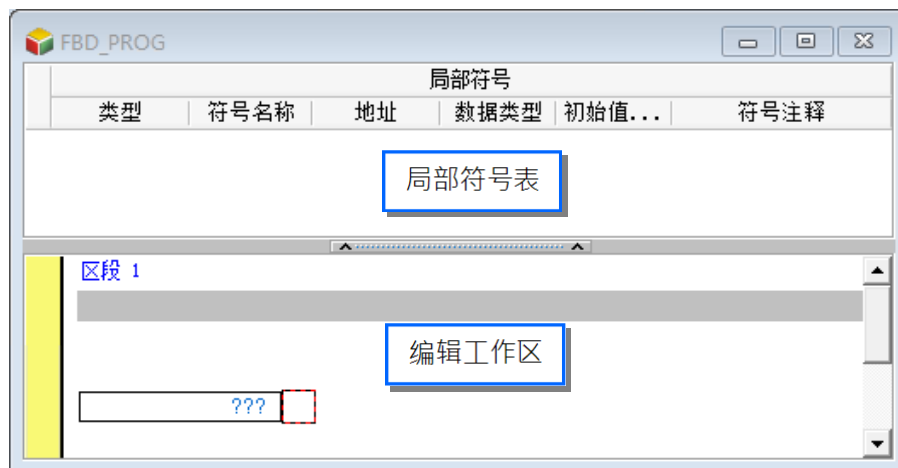 FBD_PROG
局部符号
类型 符号名称 地址 数据类型 初始值... 符号注释
局部符号表
区段 1
编辑工作区
???